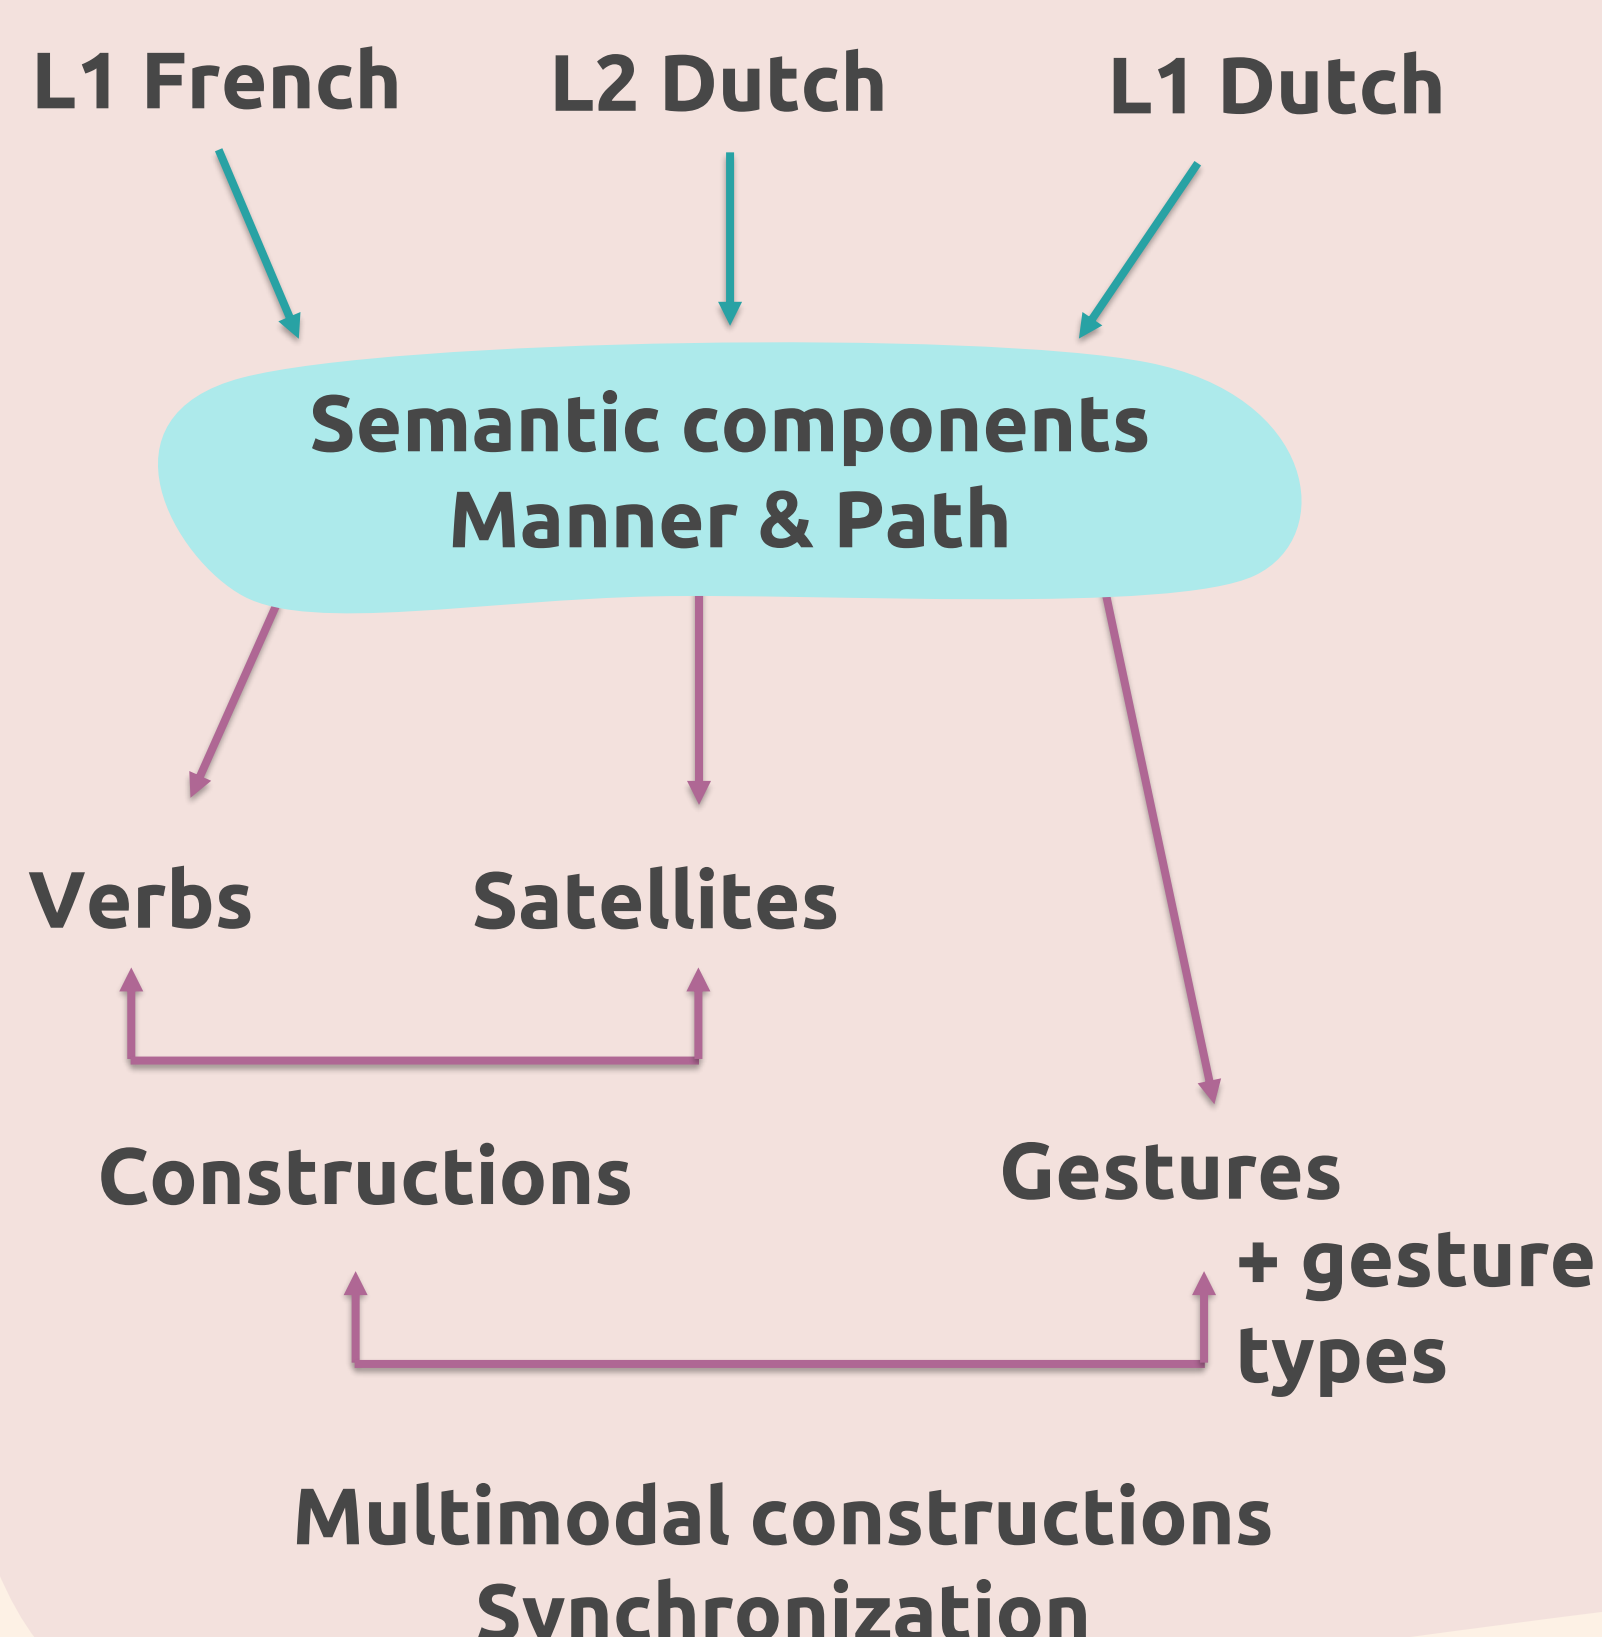 L1 French
L2 Dutch
L1 Dutch
Semantic components
Manner & Path
Verbs
Satellites
Constructions
Gestures
+ gesture
types
Multimodal constructions
Synchronization